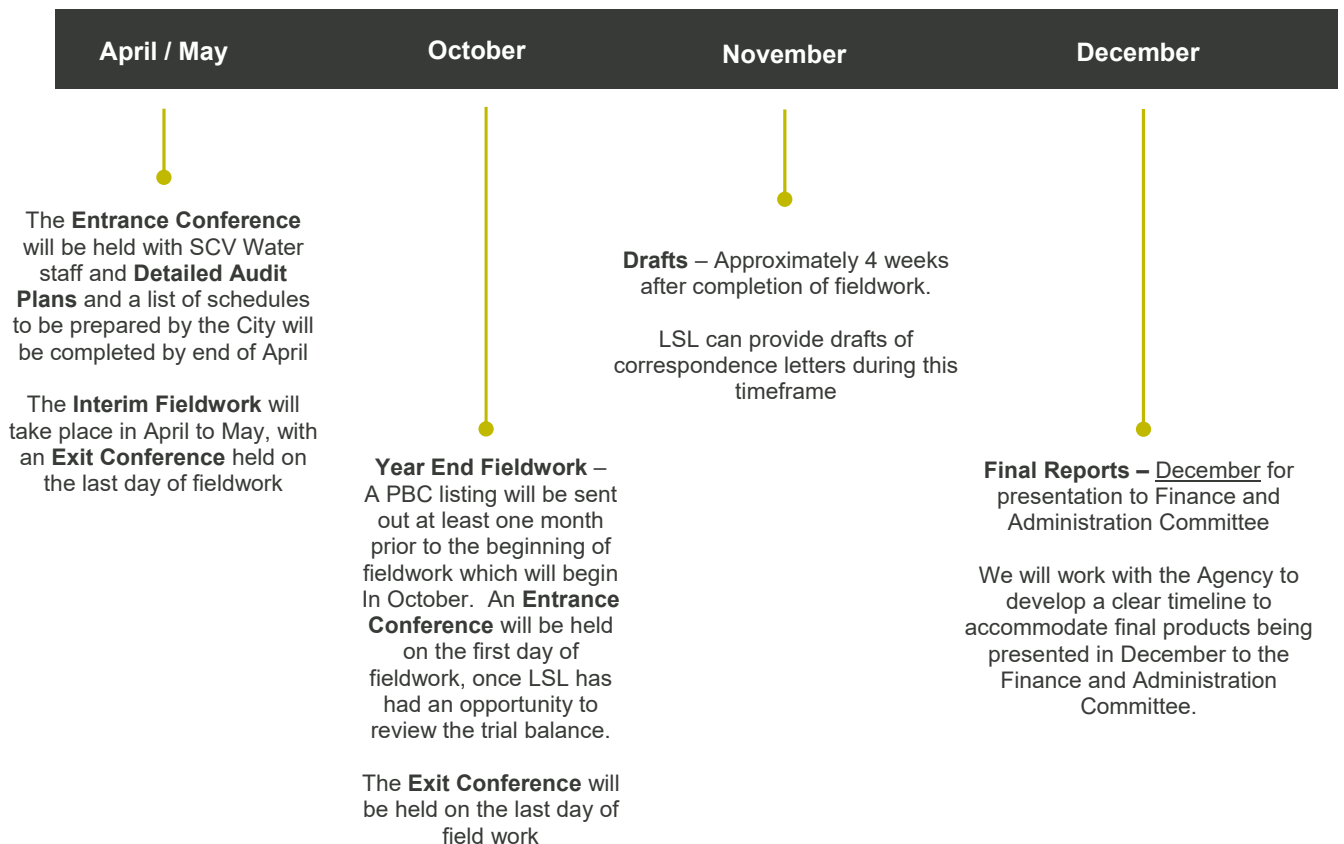 April / May
October
November
December
The Entrance Conference
will be held with SCV Water
staff and Detailed Audit
Plans and a list of schedules
to be prepared by the City will
be completed by end of April
The Interim Fieldwork will
take place in April to May, with
an Exit Conference held on
the last day of fieldwork
Year End Fieldwork –
A PBC listing will be sent
out at least one month
prior to the beginning of
fieldwork which will begin
In October.  An Entrance
Conference will be held
on the first day of
fieldwork, once LSL has
had an opportunity to
review the trial balance.
The Exit Conference will
be held on the last day of
field work
Drafts – Approximately 4 weeks
after completion of fieldwork.
LSL can provide drafts of
correspondence letters during this
timeframe
Final Reports – December for
presentation to Finance and
Administration Committee
We will work with the Agency to
develop a clear timeline to
accommodate final products being
presented in December to the
Finance and Administration
Committee.